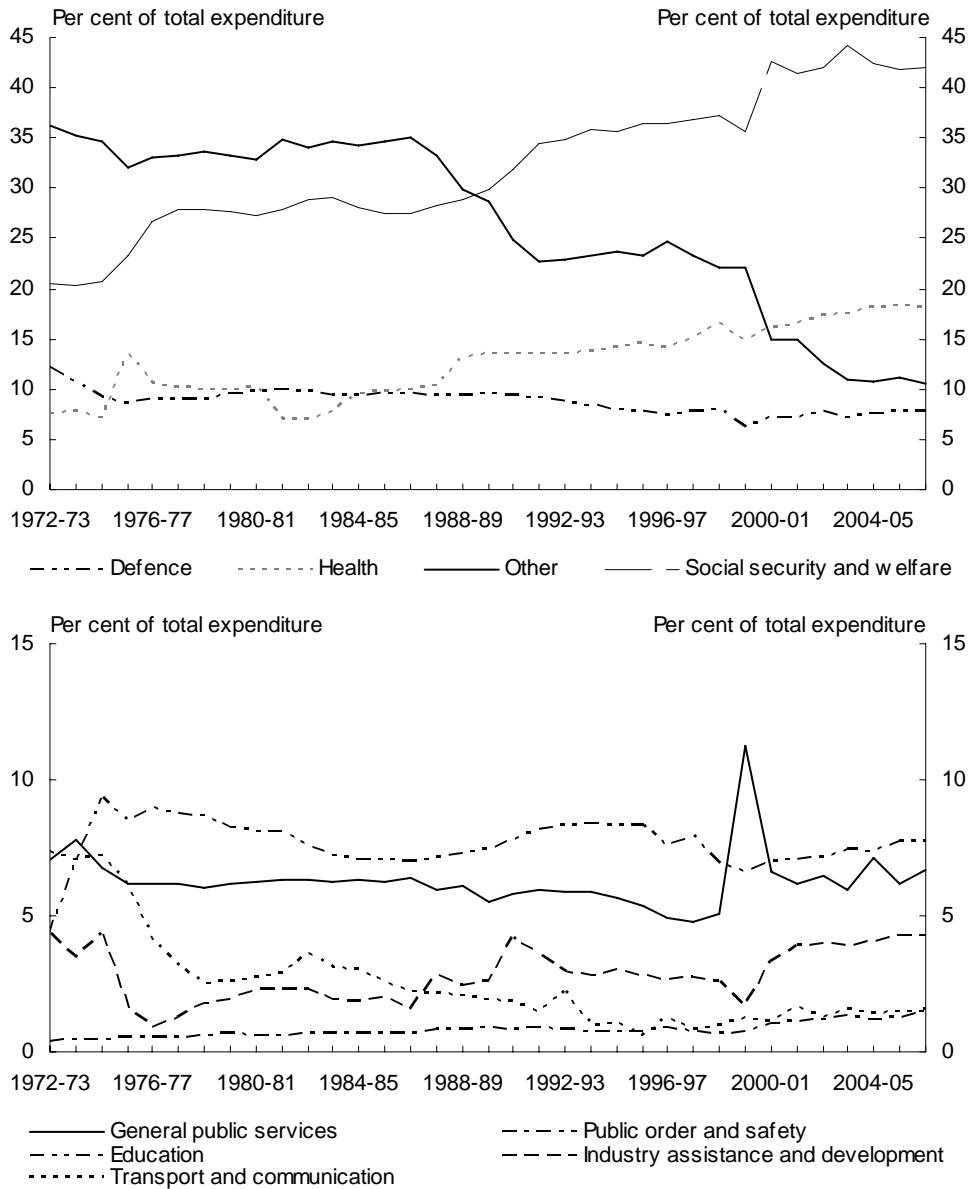 Per cent of total expenditure Per cent of total expenditure
45 45
40 40
35 35
30 30
25 25
20 20
15 15
10 10
5 5
0 0
1972-73 1976-77 1980-81 1984-85 1988-89 1992-93 1996-97 2000-01 2004-05
Defence Health Other Social security and welfare
Per cent of total expenditure Per cent of total expenditure
15 15
10 10
5 5
0 0
1972-73 1976-77 1980-81 1984-85 1988-89 1992-93 1996-97 2000-01 2004-05
General public services Public order and safety
Education Industry assistance and development
Transport and communication